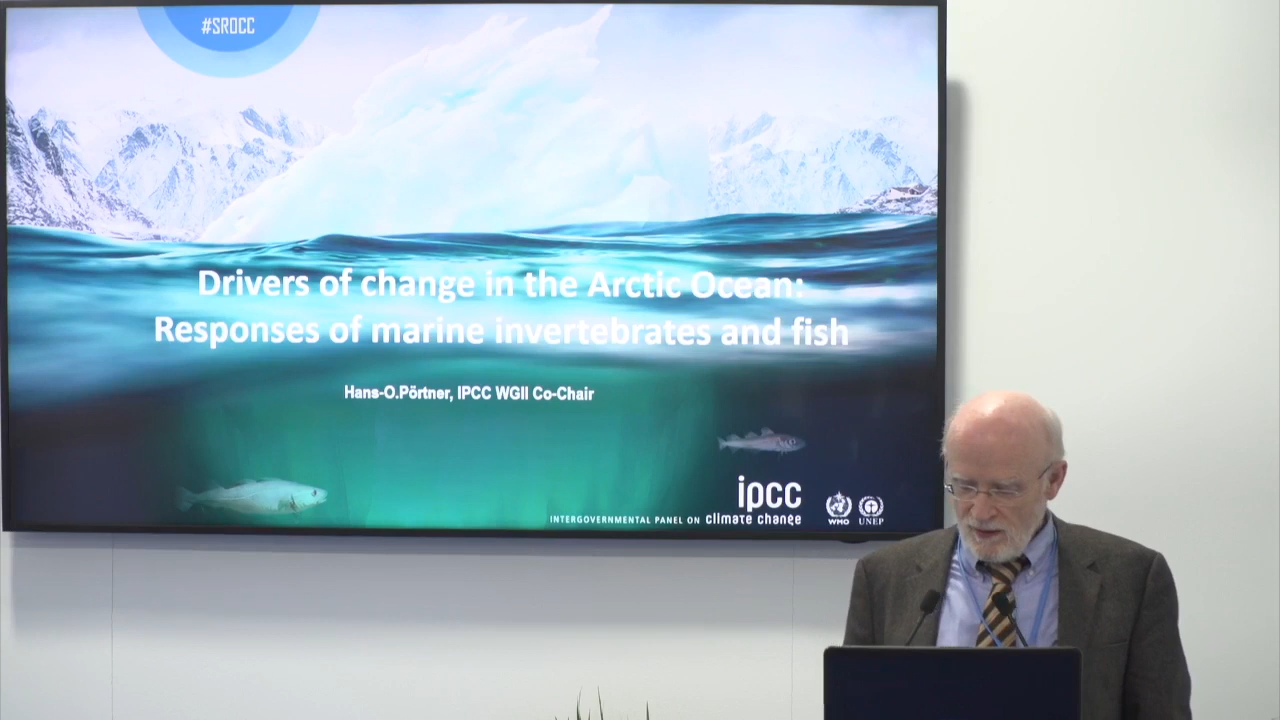 #SROCC
Drivers of change in the Arctic Ocean:
Responses of marine invertebrates and fish
Hans-O.Pörtner, IPCC WGII Co-Chair
ipcc
INTERGOVERNMENTAL PANEL ON climate change
WMO UNEP